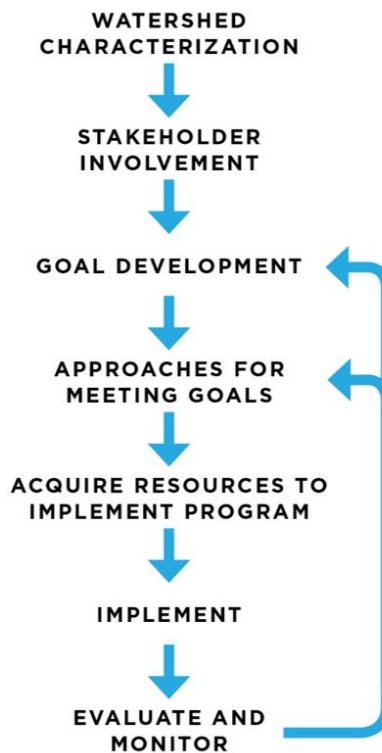 WATERSHED
CHARACTERIZATION
STAKEHOLDER
INVOLVEMENT
GOAL DEVELOPMENT
APPROACHES FOR
MEETING GOALS
ACQUIRE RESOURCES TO
IMPLEMENT PROGRAM
IMPLEMENT
EVALUATE AND
MONITOR